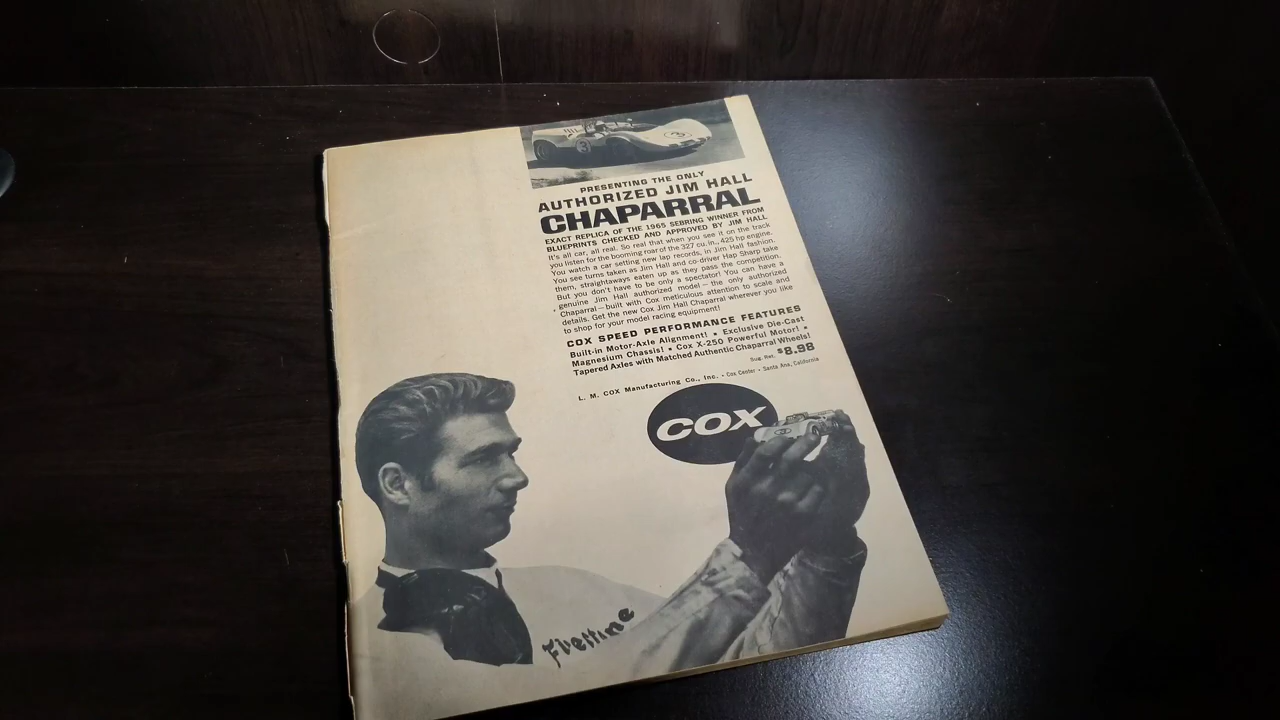 3
3
PRESENTING THE ONLY
AUTHORIZED JIM HALL
CHAPARRAL
EXACT REPLICA OF THE 1965 SEBRING WINNER FROM
BLUEPRINTS CHECKED AND APPROVED BY JIM HALL
It's all car, all real. So real that when you see it on the track
you listen for the booming roar of the 327 cu. in., 425 hp engine.
You watch a car setting new lap records, in Jim Hall fashion.
You see turns taken as Jim Hall and co-driver Hap Sharp take
them, straightaways eaten up as they pass the competition.
But you don't have to be only a spectator! You can have a
genuine Jim Hall authorized model — the only authorized
Chaparral — built with Cox meticulous attention to scale and
details. Get the new Cox Jim Hall Chaparral wherever you like
to shop for your model racing equipment!
COX SPEED PERFORMANCE FEATURES
Built-in Motor-Axle Alignment! • Exclusive Die-Cast
Magnesium Chassis! • Cox X-250 Powerful Motor! •
Tapered Axles with Matched Authentic Chaparral Wheels!
Sug. Ret. $8.98
L. M. COX Manufacturing Co., Inc. • Cox Center • Santa Ana, California
COX